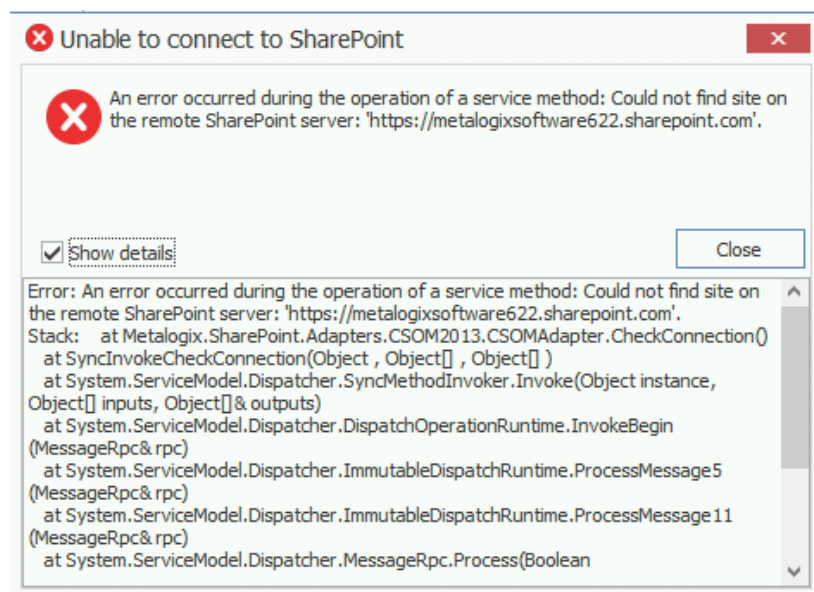 Unable to connect to SharePoint
An error occurred during the operation of a service method: Could not find site on
the remote SharePoint server: 'https://metalogixsoftware622.sharepoint.com'.
Show details
Close
Error: An error occurred during the operation of a service method: Could not find site on
the remote SharePoint server: 'https://metalogixsoftware622.sharepoint.com'.
Stack:    at Metalogix.SharePoint.Adapters.CSOM2013.CSOMAdapter.CheckConnection()
   at SyncInvokeCheckConnection(Object , Object[] , Object[] )
   at System.ServiceModel.Dispatcher.SyncMethodInvoker.Invoke(Object instance,
Object[] inputs, Object[]& outputs)
   at System.ServiceModel.Dispatcher.DispatchOperationRuntime.InvokeBegin
(MessageRpc& rpc)
   at System.ServiceModel.Dispatcher.ImmutableDispatchRuntime.ProcessMessage5
(MessageRpc& rpc)
   at System.ServiceModel.Dispatcher.ImmutableDispatchRuntime.ProcessMessage11
(MessageRpc& rpc)
   at System.ServiceModel.Dispatcher.MessageRpc.Process(Boolean